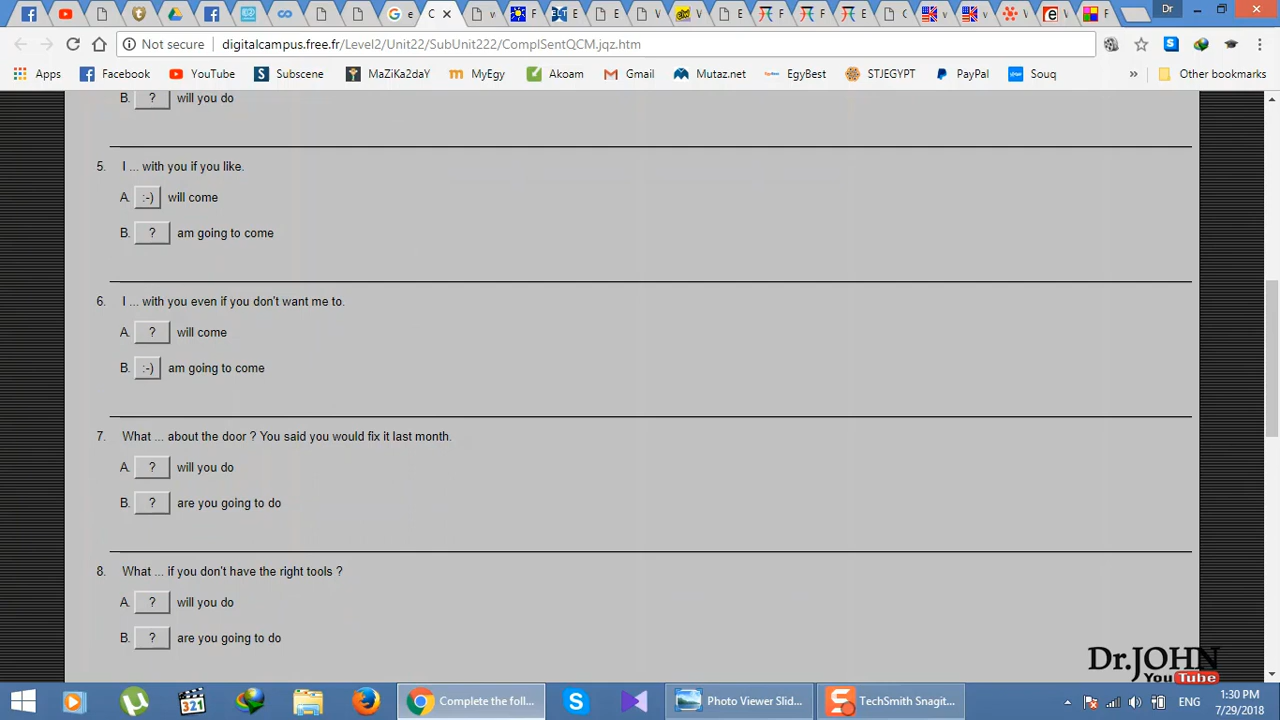 e
C
F
ELT
E
E
V
V
E
F
F
E
C
V
V
V
F
Dr
Not secure digitalcampus.free.fr/Level2/Unit22/SubUnit222/ComplSentQCM.jqz.htm
Apps Facebook YouTube Subscene MaZiKa2daY MyEgy Akoam Gmail Mutaz.net EgyBest STJEGYPT PayPal Souq » Other bookmarks
B. ? will you do
5. I ... with you if you like.
A. :-) will come
B. ? am going to come
6. I ... with you even if you don't want me to.
A. ? will come
B. :-) am going to come
7. What ... about the door ? You said you would fix it last month.
A. ? will you do
B. ? are you going to do
8. What ... if you don't have the right tools ?
A. ? will you do
B. ? are you going to do
Dr.JOHN
YouTube
321
Complete the foll...
Photo Viewer Slid...
TechSmith Snagit...
ENG
1:30 PM
7/29/2018